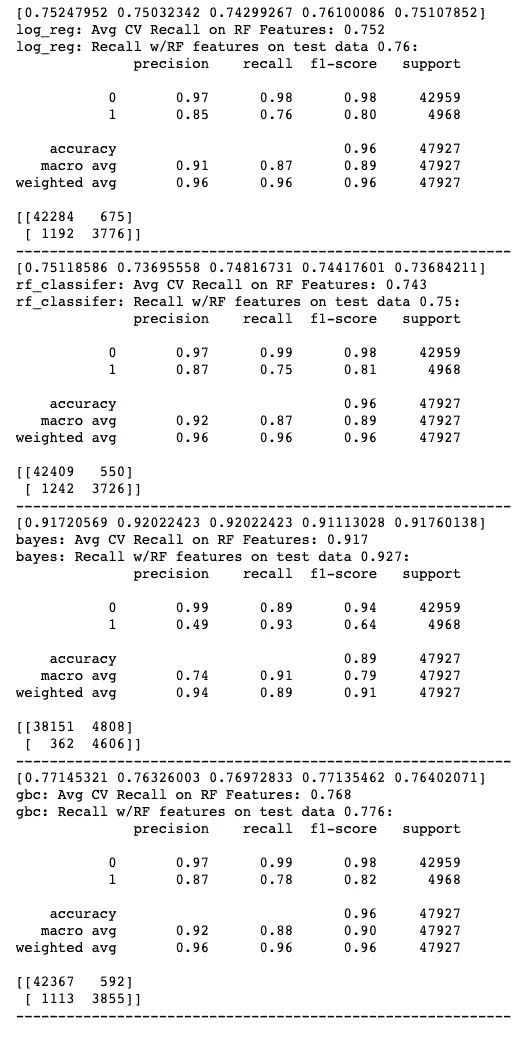 [0.75247952 0.75032342 0.74299267 0.76100086 0.75107852]
log_reg: Avg CV Recall on RF Features: 0.752
log_reg: Recall w/RF features on test data 0.76:
              precision    recall  f1-score   support

           0       0.97      0.98      0.98     42959
           1       0.85      0.76      0.80      4968

    accuracy                           0.96     47927
   macro avg       0.91      0.87      0.89     47927
weighted avg       0.96      0.96      0.96     47927

[[42284   675]
 [ 1192  3776]]
------------------------------------------------------------
[0.75118586 0.73695558 0.74816731 0.74417601 0.73684211]
rf_classifer: Avg CV Recall on RF Features: 0.743
rf_classifer: Recall w/RF features on test data 0.75:
              precision    recall  f1-score   support

           0       0.97      0.99      0.98     42959
           1       0.87      0.75      0.81      4968

    accuracy                           0.96     47927
   macro avg       0.92      0.87      0.89     47927
weighted avg       0.96      0.96      0.96     47927

[[42409   550]
 [ 1242  3726]]
------------------------------------------------------------
[0.91720569 0.92022423 0.92022423 0.91113028 0.91760138]
bayes: Avg CV Recall on RF Features: 0.917
bayes: Recall w/RF features on test data 0.927:
              precision    recall  f1-score   support

           0       0.99      0.89      0.94     42959
           1       0.49      0.93      0.64      4968

    accuracy                           0.89     47927
   macro avg       0.74      0.91      0.79     47927
weighted avg       0.94      0.89      0.91     47927

[[38151  4808]
 [  362  4606]]
------------------------------------------------------------
[0.77145321 0.76326003 0.76972833 0.77135462 0.76402071]
gbc: Avg CV Recall on RF Features: 0.768
gbc: Recall w/RF features on test data 0.776:
              precision    recall  f1-score   support

           0       0.97      0.99      0.98     42959
           1       0.87      0.78      0.82      4968

    accuracy                           0.96     47927
   macro avg       0.92      0.88      0.90     47927
weighted avg       0.96      0.96      0.96     47927

[[42367   592]
 [ 1113  3855]]
------------------------------------------------------------